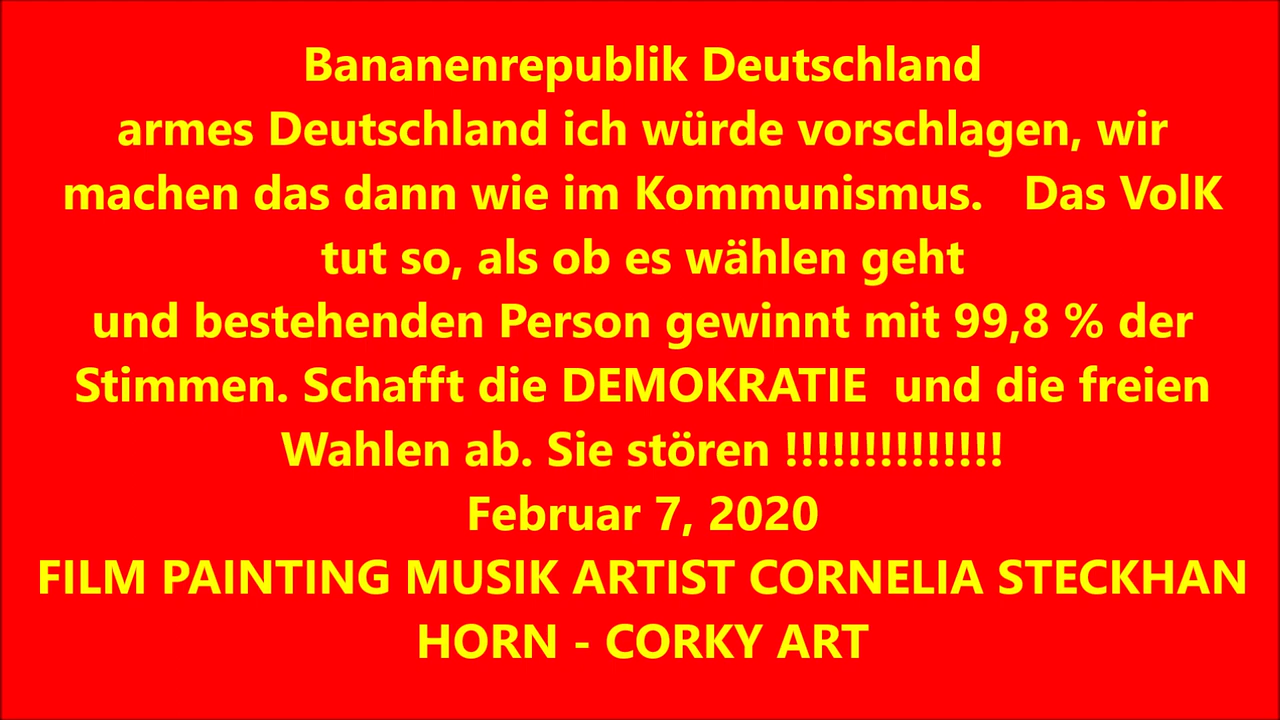 Bananenrepublik Deutschland
armes Deutschland ich würde vorschlagen, wir
machen das dann wie im Kommunismus.   Das VolK
tut so, als ob es wählen geht
und bestehenden Person gewinnt mit 99,8 % der
Stimmen. Schafft die DEMOKRATIE  und die freien
Wahlen ab. Sie stören !!!!!!!!!!!!!!
Februar 7, 2020
FILM PAINTING MUSIK ARTIST CORNELIA STECKHAN
HORN - CORKY ART